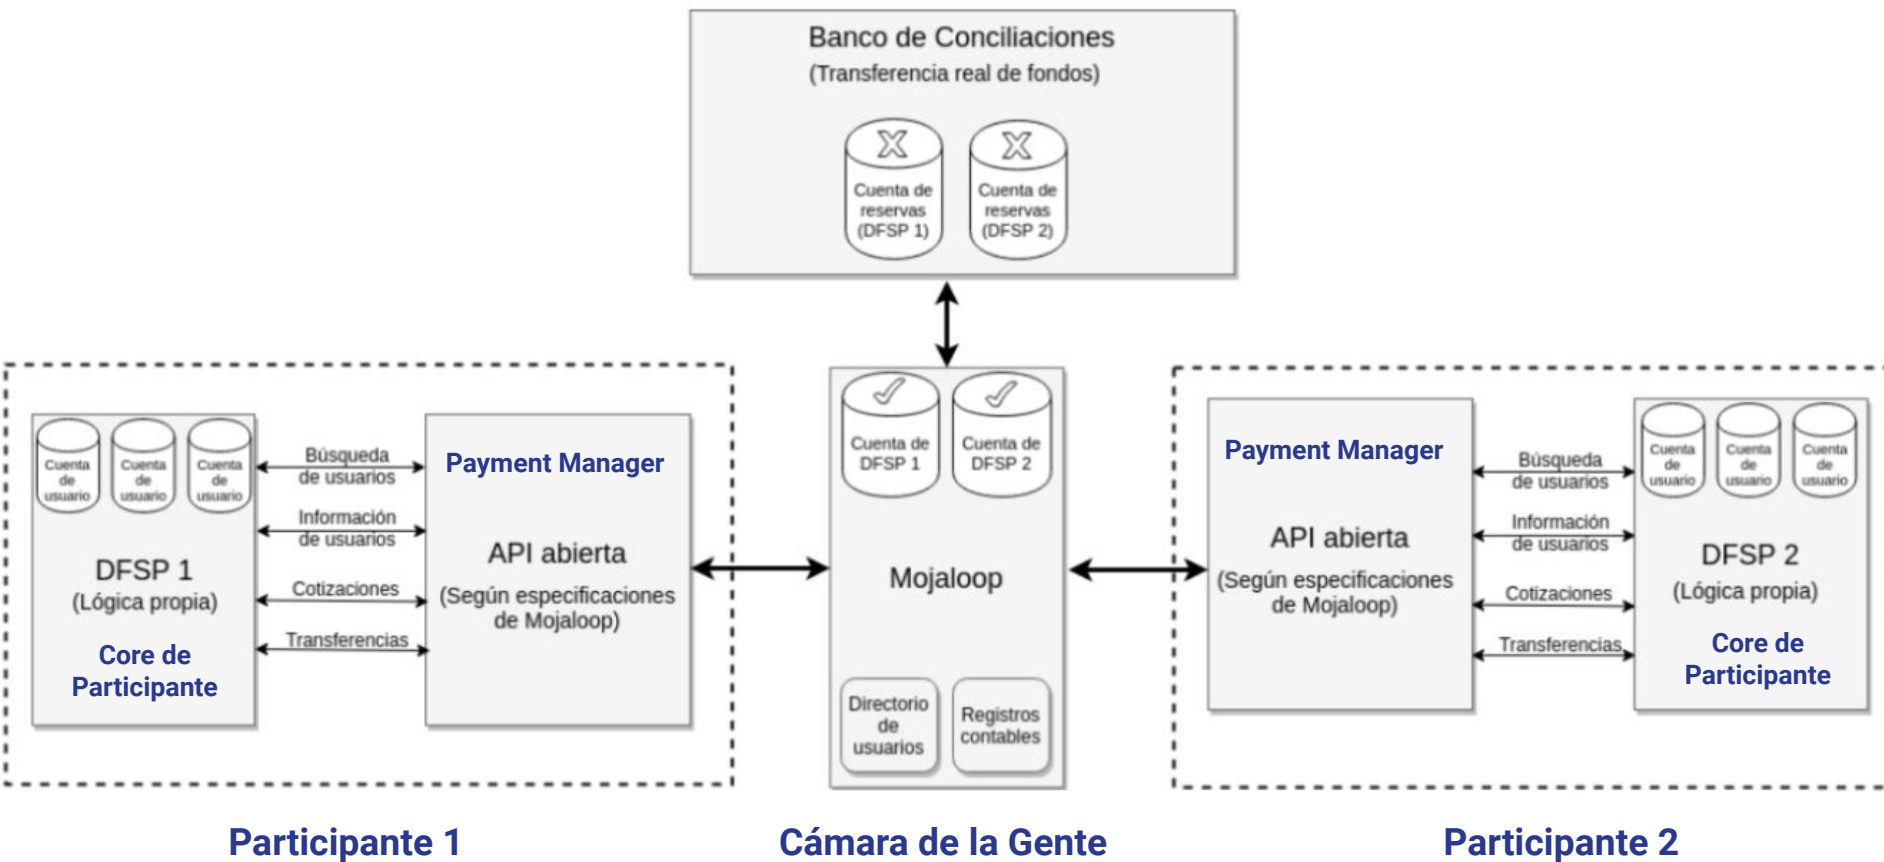 Banco de Conciliaciones
(Transferencia real de fondos)
Cuenta de
reservas
(DFSP 1)
Cuenta de
reservas
(DFSP 2)
Cuenta
de
usuario
Cuenta
de
usuario
Cuenta
de
usuario
DFSP 1
(Lógica propia)
Core de
Participante
Búsqueda
de usuarios
Información
de usuarios
Cotizaciones
Transferencias
Payment Manager
API abierta
(Según especificaciones
de Mojaloop)
Cuenta de
DFSP 1
Cuenta de
DFSP 2
Mojaloop
Directorio
de
usuarios
Registros
contables
Payment Manager
API abierta
(Según especificaciones
de Mojaloop)
Búsqueda
de usuarios
Información
de usuarios
Cotizaciones
Transferencias
Cuenta
de
usuario
Cuenta
de
usuario
Cuenta
de
usuario
DFSP 2
(Lógica propia)
Core de
Participante
Participante 1
Cámara de la Gente
Participante 2